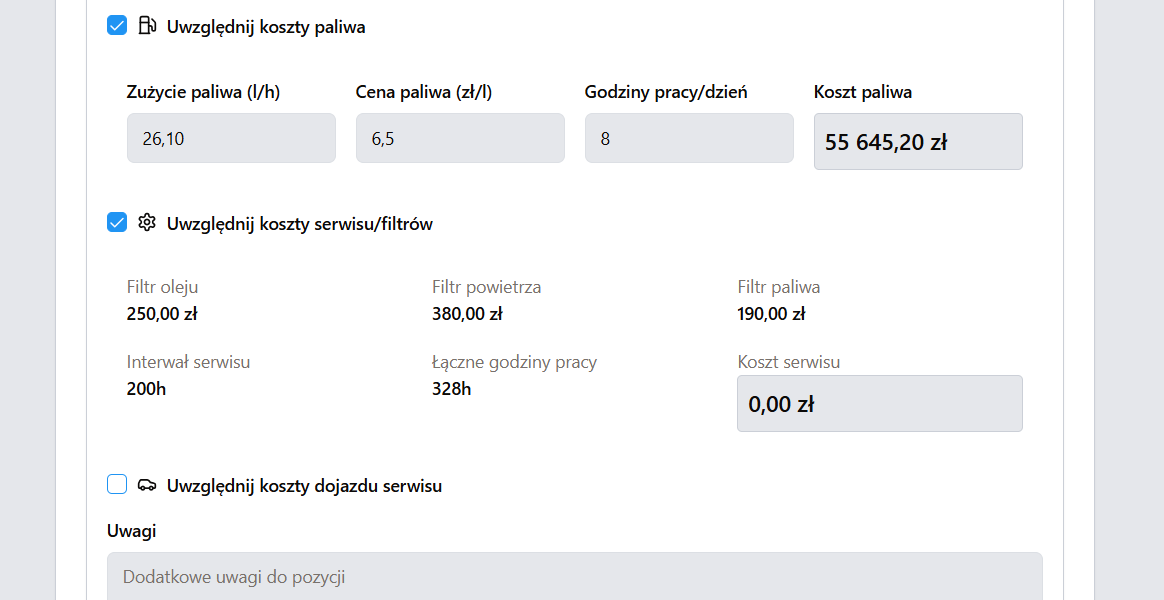 Uwzględnij koszty paliwa
Zużycie paliwa (l/h) Cena paliwa (zł/l) Godziny pracy/dzień Koszt paliwa
26,10 6,5 8 55 645,20 zł
Uwzględnij koszty serwisu/filtrów
Filtr oleju Filtr powietrza Filtr paliwa
250,00 zł 380,00 zł 190,00 zł
Interwał serwisu Łączne godziny pracy Koszt serwisu
200h 328h 0,00 zł
Uwzględnij koszty dojazdu serwisu
Uwagi
Dodatkowe uwagi do pozycji